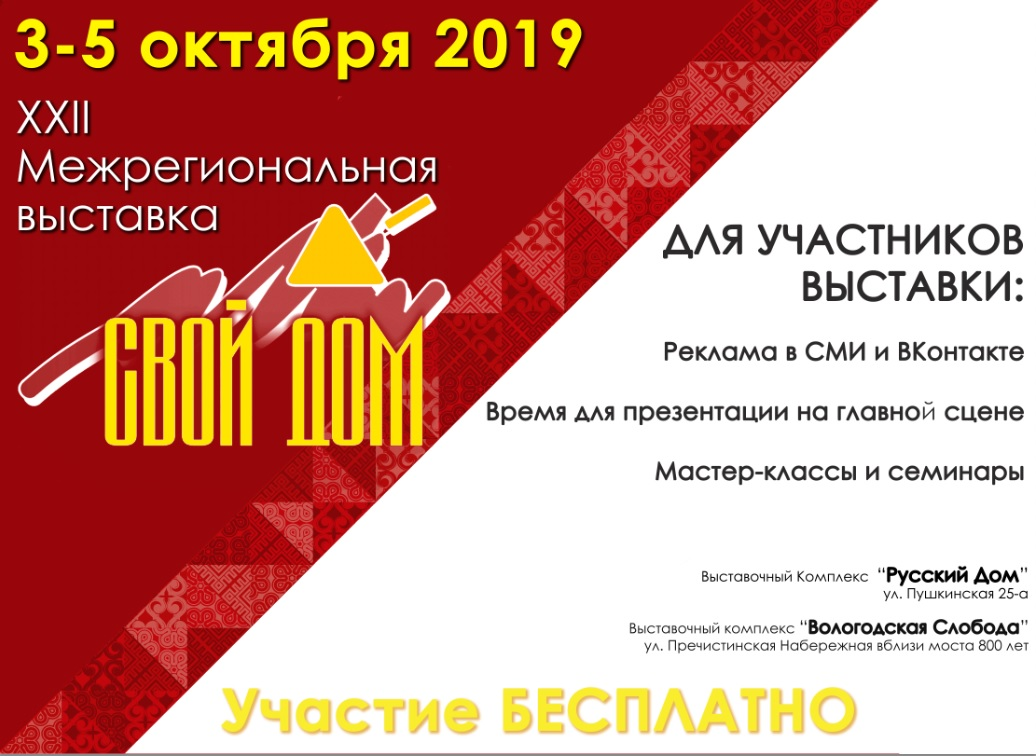 3-5 октября 2019
XXII
Межрегиональная
выставка
СВОЙ ДОМ
ДЛЯ УЧАСТНИКОВ
ВЫСТАВКИ:
Реклама в СМИ и ВКонтакте
Время для презентации на главной сцене
Мастер-классы и семинары
Выставочный Комплекс “Русский Дом”
ул. Пушкинская 25-а
Выставочный комплекс “Вологодская Слобода”
ул. Пречистинская Набережная вблизи моста 800 лет
Участие БЕСПЛАТНО